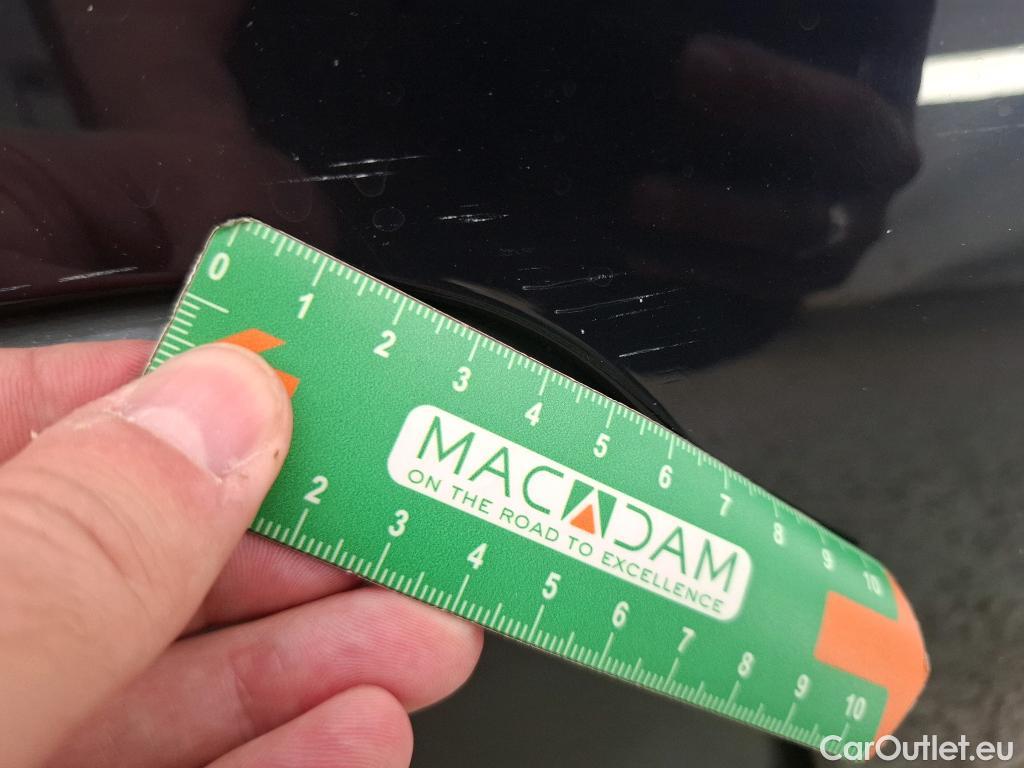 0 1 2 3 4 5 6 7 8 9 10
MACADAM
ON THE ROAD TO EXCELLENCE
2 3 4 5 6 7 8 9 10
CarOutlet.eu